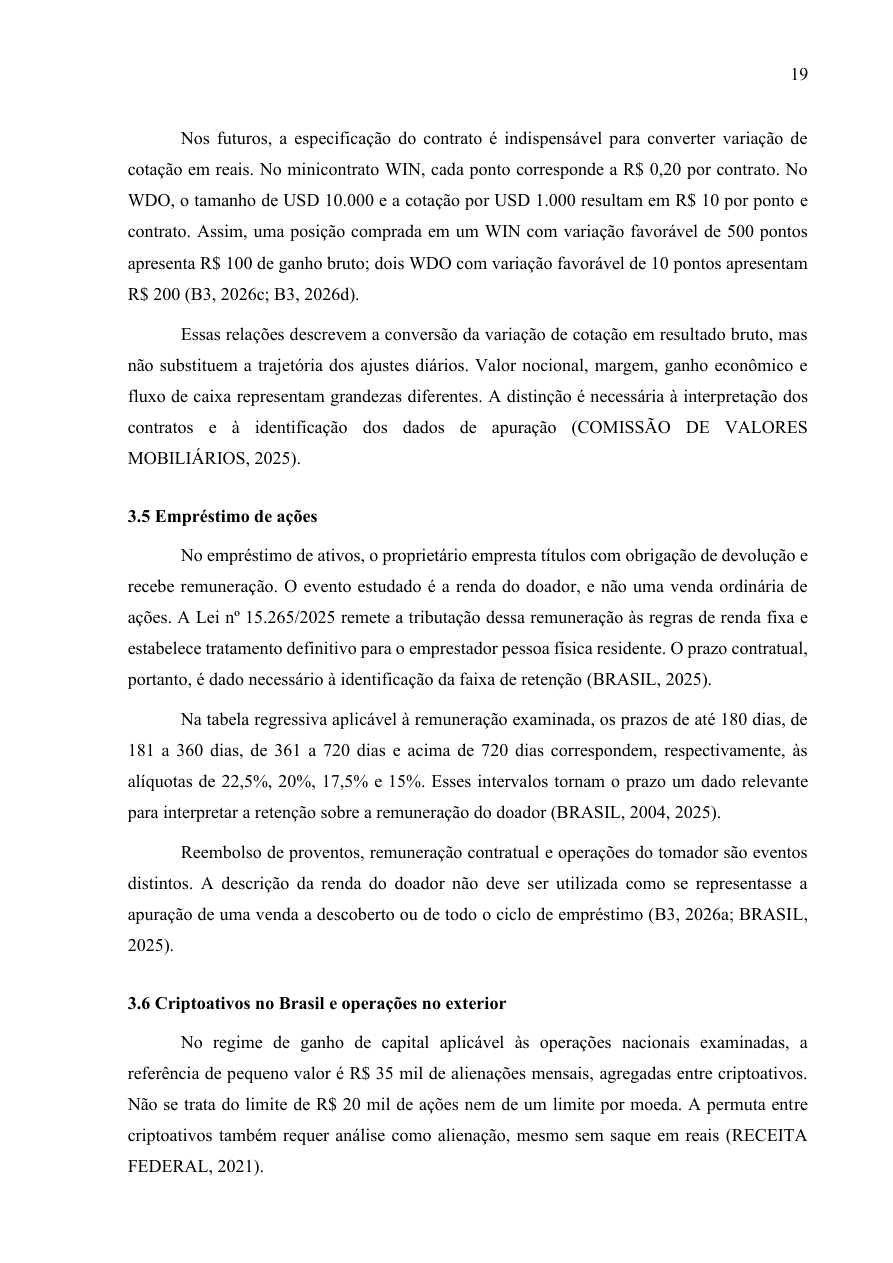 19
Nos futuros, a especificação do contrato é indispensável para converter variação de
cotação em reais. No minicontrato WIN, cada ponto corresponde a R$ 0,20 por contrato. No
WDO, o tamanho de USD 10.000 e a cotação por USD 1.000 resultam em R$ 10 por ponto e
contrato. Assim, uma posição comprada em um WIN com variação favorável de 500 pontos
apresenta R$ 100 de ganho bruto; dois WDO com variação favorável de 10 pontos apresentam
R$ 200 (B3, 2026c; B3, 2026d).
Essas relações descrevem a conversão da variação de cotação em resultado bruto, mas
não substituem a trajetória dos ajustes diários. Valor nocional, margem, ganho econômico e
fluxo de caixa representam grandezas diferentes. A distinção é necessária à interpretação dos
contratos e à identificação dos dados de apuração (COMISSÃO DE VALORES
MOBILIÁRIOS, 2025).
3.5 Empréstimo de ações
No empréstimo de ativos, o proprietário empresta títulos com obrigação de devolução e
recebe remuneração. O evento estudado é a renda do doador, e não uma venda ordinária de
ações. A Lei nº 15.265/2025 remete a tributação dessa remuneração às regras de renda fixa e
estabelece tratamento definitivo para o emprestador pessoa física residente. O prazo contratual,
portanto, é dado necessário à identificação da faixa de retenção (BRASIL, 2025).
Na tabela regressiva aplicável à remuneração examinada, os prazos de até 180 dias, de
181 a 360 dias, de 361 a 720 dias e acima de 720 dias correspondem, respectivamente, às
alíquotas de 22,5%, 20%, 17,5% e 15%. Esses intervalos tornam o prazo um dado relevante
para interpretar a retenção sobre a remuneração do doador (BRASIL, 2004, 2025).
Reembolso de proventos, remuneração contratual e operações do tomador são eventos
distintos. A descrição da renda do doador não deve ser utilizada como se representasse a
apuração de uma venda a descoberto ou de todo o ciclo de empréstimo (B3, 2026a; BRASIL,
2025).
3.6 Criptoativos no Brasil e operações no exterior
No regime de ganho de capital aplicável às operações nacionais examinadas, a
referência de pequeno valor é R$ 35 mil de alienações mensais, agregadas entre criptoativos.
Não se trata do limite de R$ 20 mil de ações nem de um limite por moeda. A permuta entre
criptoativos também requer análise como alienação, mesmo sem saque em reais (RECEITA
FEDERAL, 2021).